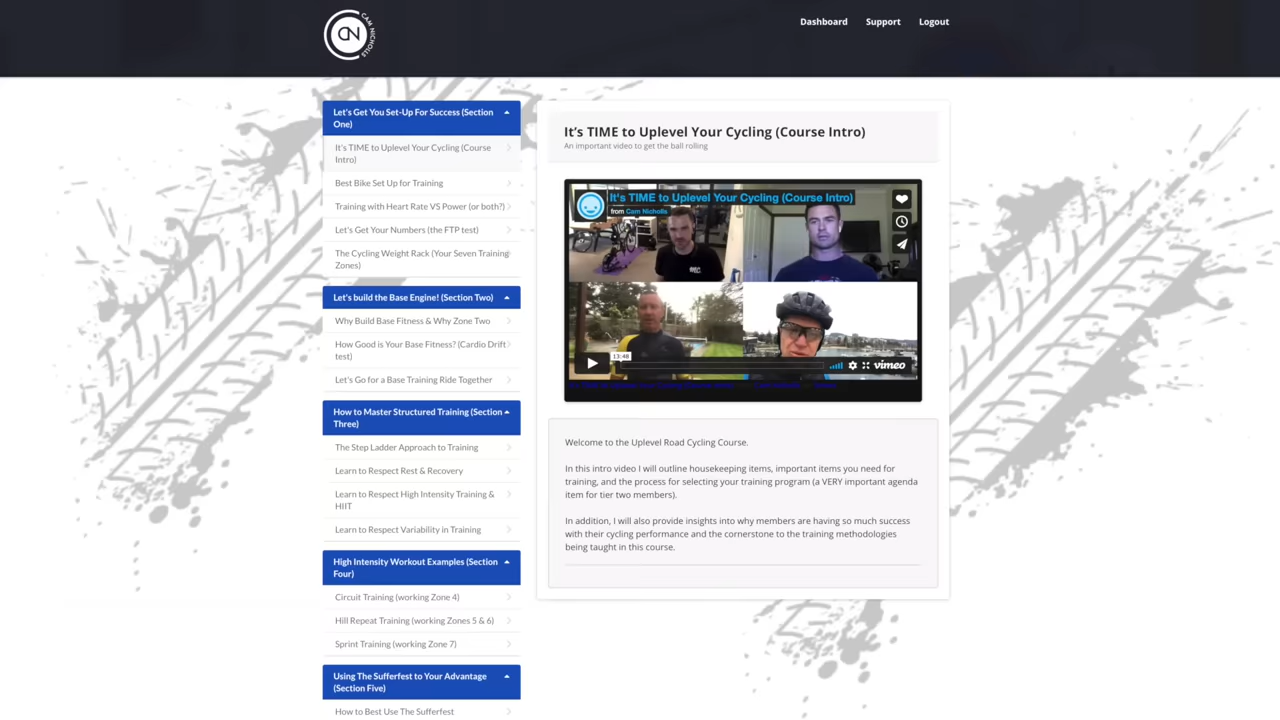 CN
CAM NICHOLLS
Dashboard
Support
Logout
Let's Get You Set-Up For Success (Section
One)
It's TIME to Uplevel Your Cycling (Course
Intro)
Best Bike Set Up for Training
Training with Heart Rate VS Power (or both?)
Let's Get Your Numbers (the FTP test)
The Cycling Weight Rack (Your Seven Training
Zones)
Let's build the Base Engine! (Section Two)
Why Build Base Fitness & Why Zone Two
How Good is Your Base Fitness? (Cardio Drift
test)
Let's Go for a Base Training Ride Together
How to Master Structured Training (Section
Three)
The Step Ladder Approach to Training
Learn to Respect Rest & Recovery
Learn to Respect High Intensity Training &
HIIT
Learn to Respect Variability in Training
High Intensity Workout Examples (Section
Four)
Circuit Training (working Zone 4)
Hill Repeat Training (working Zones 5 & 6)
Sprint Training (working Zone 7)
Using The Sufferfest to Your Advantage
(Section Five)
How to Best Use The Sufferfest
It's TIME to Uplevel Your Cycling (Course Intro)
An important video to get the ball rolling
It's TIME to Uplevel Your Cycling (Course Intro)
from Cam Nicholls
13:48
vimeo
Welcome to the Uplevel Road Cycling Course.
In this intro video I will outline housekeeping items, important items you need for
training, and the process for selecting your training program (a VERY important agenda
item for tier two members).
In addition, I will also provide insights into why members are having so much success
with their cycling performance and the cornerstone to the training methodologies
being taught in this course.